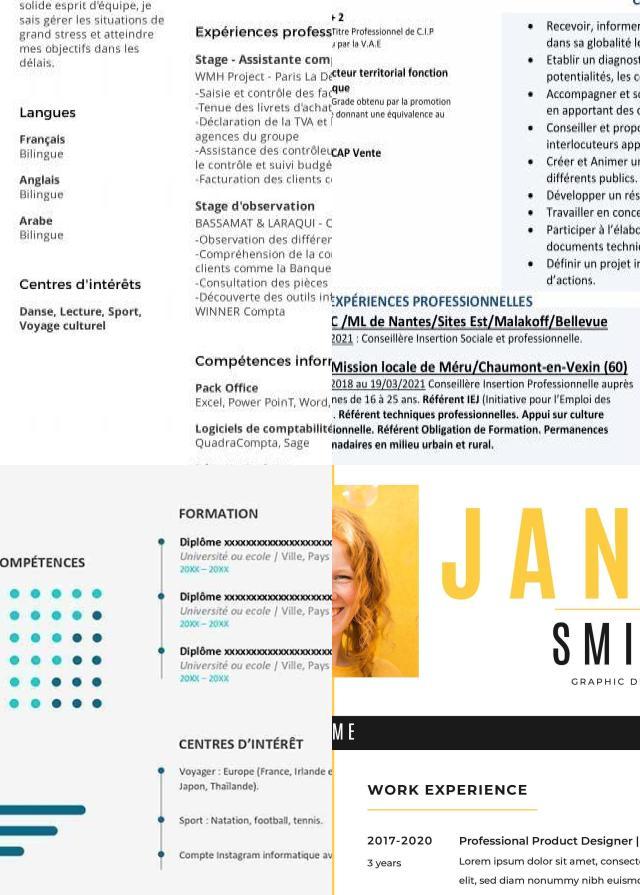 solide esprit d'équipe, je
sais gérer les situations de
grand stress et atteindre
mes objectifs dans les
délais.
Langues
Français
Bilingue
Anglais
Bilingue
Arabe
Bilingue
Centres d'intérêts
Danse, Lecture, Sport,
Voyage culturel
Expériences profess
Stage - Assistante com
WMH Project - Paris La Dé
-Saisie et contrôle des fac
-Tenue des livrets d'achat
-Déclaration de la TVA et l
agences du groupe
-Assistance des contrôleu
le contrôle et suivi budgé
-Facturation des clients c
Stage d'observation
BASSAMAT & LARAQUI - C
-Observation des différen
-Compréhension de la co
clients comme la Banque
-Consultation des pièces
-Découverte des outils int
WINNER Compta
Compétences inforr
Pack Office
Excel, Power PoinT, Word,
Logiciels de comptabilité
QuadraCompta, Sage
+ 2
Titre Professionnel de C.I.P
par la V.A.E
cteur territorial fonction
que
Grade obtenu par la promotion
donnant une équivalence au
CAP Vente
Recevoir, informer
dans sa globalité l
Etablir un diagnost
potentialités, les co
Accompagner et so
en apportant des c
Conseiller et propo
interlocuteurs app
Créer et Animer un
différents publics.
Développer un rés
Travailler en conce
Participer à l'élabo
documents techni
Définir un projet in
d'actions.
EXPÉRIENCES PROFESSIONNELLES
C /ML de Nantes/Sites Est/Malakoff/Bellevue
2021 : Conseillère Insertion Sociale et professionnelle.
Mission locale de Méru/Chaumont-en-Vexin (60)
2018 au 19/03/2021 Conseillère Insertion Professionnelle auprès
nes de 16 à 25 ans. Référent IEJ (Initiative pour l'Emploi des
. Référent techniques professionnelles. Appui sur culture
ionnelle. Référent Obligation de Formation. Permanences
nadaires en milieu urbain et rural.
OMPÉTENCES
FORMATION
Diplôme xxxxxxxxxxxxxxxxxxx
Université ou ecole | Ville, Pays
20XX – 20XX
Diplôme xxxxxxxxxxxxxxxxxxx
Université ou ecole | Ville, Pays
20XX – 20XX
Diplôme xxxxxxxxxxxxxxxxxxx
Université ou ecole | Ville, Pays
20XX – 20XX
CENTRES D'INTÉRÊT
Voyager : Europe (France, Irlande e
Japon, Thaïlande).
Sport : Natation, football, tennis.
Compte Instagram informatique av
JAN
SMI
GRAPHIC D
ME
WORK EXPERIENCE
2017-2020
3 years
Professional Product Designer |
Lorem ipsum dolor sit amet, consect
elit, sed diam nonummy nibh euismo